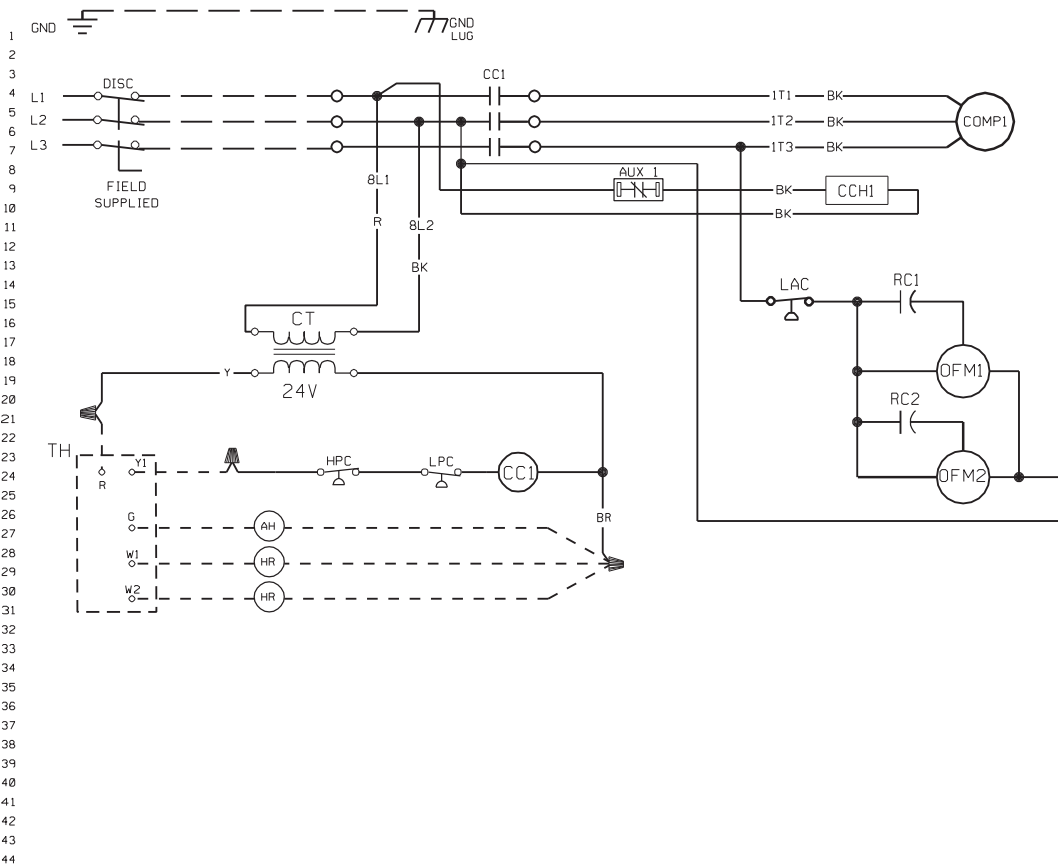 GND
GND
LUG
1
2
3
CC1
DISC
4
L1
1T1
BK
5
L2
1T2
BK
COMP1
6
7
L3
1T3
BK
8
AUX 1
8L1
9
FIELD
BK
CCH1
SUPPLIED
10
BK
R
11
8L2
12
13
BK
14
LAC
RC1
15
16
CT
17
18
19
Y
OFM1
24V
20
RC2
21
22
TH
23
Y1
HPC
LPC
24
CC1
OFM2
R
25
26
G
BR
27
AH
28
W1
29
HR
30
W2
HR
31
32
33
34
35
36
37
38
39
40
41
42
43
44